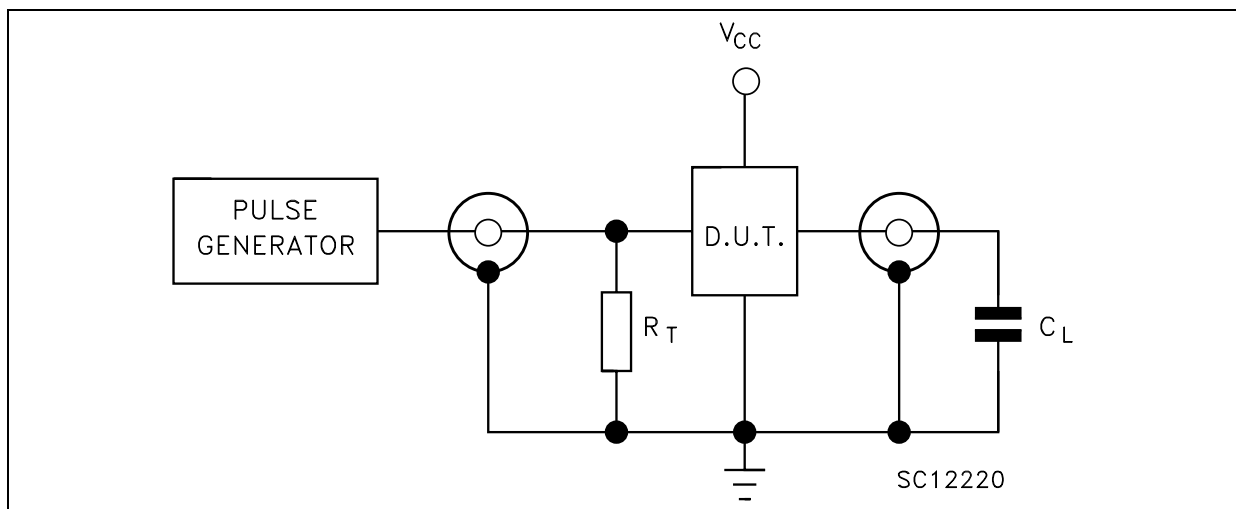 VCC
PULSE
GENERATOR
D.U.T.
RT
CL
SC12220